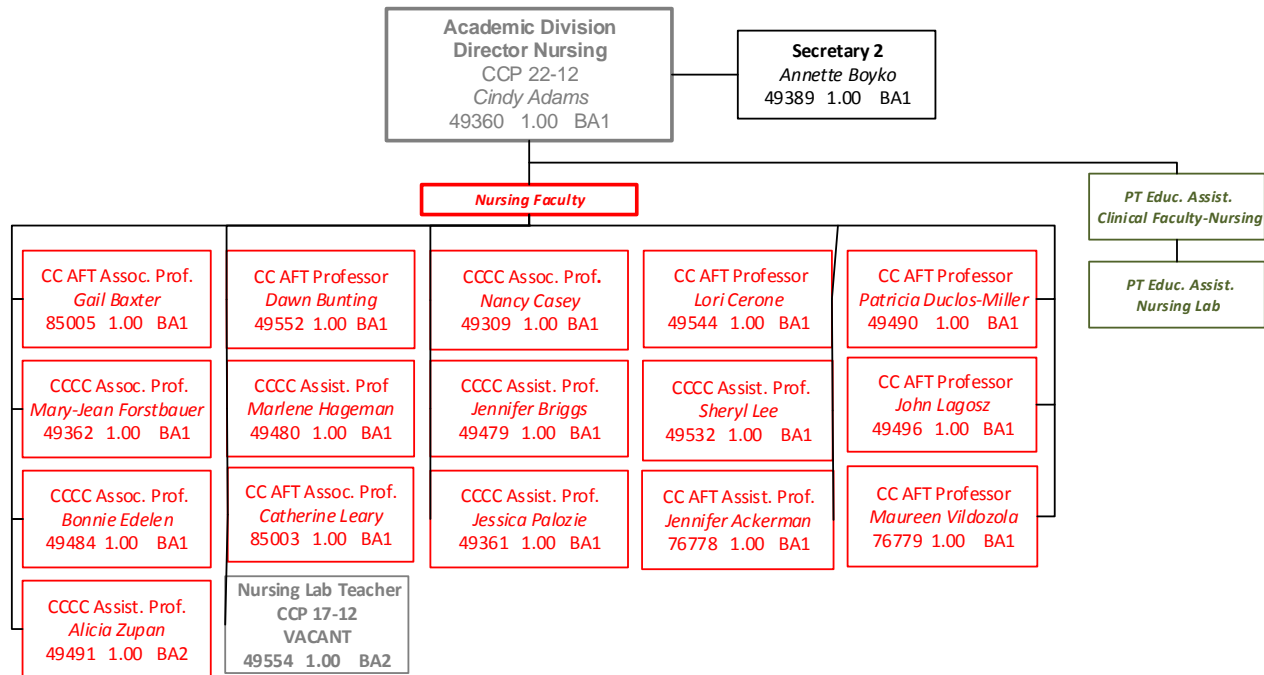 Academic Division
Director Nursing
CCP 22-12
Cindy Adams
49360 1.00 BA1
Secretary 2
Annette Boyko
49389 1.00 BA1
Nursing Faculty
PT Educ. Assist.
Clinical Faculty-Nursing
PT Educ. Assist.
Nursing Lab
CC AFT Assoc. Prof.
Gail Baxter
85005 1.00 BA1
CC AFT Professor
Dawn Bunting
49552 1.00 BA1
CCCC Assoc. Prof.
Nancy Casey
49309 1.00 BA1
CC AFT Professor
Lori Cerone
49544 1.00 BA1
CC AFT Professor
Patricia Duclos-Miller
49490 1.00 BA1
CCCC Assoc. Prof.
Mary-Jean Forstbauer
49362 1.00 BA1
CCCC Assist. Prof
Marlene Hageman
49480 1.00 BA1
CCCC Assist. Prof.
Jennifer Briggs
49479 1.00 BA1
CCCC Assist. Prof.
Sheryl Lee
49532 1.00 BA1
CC AFT Professor
John Lagosz
49496 1.00 BA1
CCCC Assoc. Prof.
Bonnie Edelen
49484 1.00 BA1
CC AFT Assoc. Prof.
Catherine Leary
85003 1.00 BA1
CCCC Assist. Prof.
Jessica Palozie
49361 1.00 BA1
CC AFT Assist. Prof.
Jennifer Ackerman
76778 1.00 BA1
CC AFT Professor
Maureen Vildozola
76779 1.00 BA1
CCCC Assist. Prof.
Alicia Zupan
49491 1.00 BA2
Nursing Lab Teacher
CCP 17-12
VACANT
49554 1.00 BA2